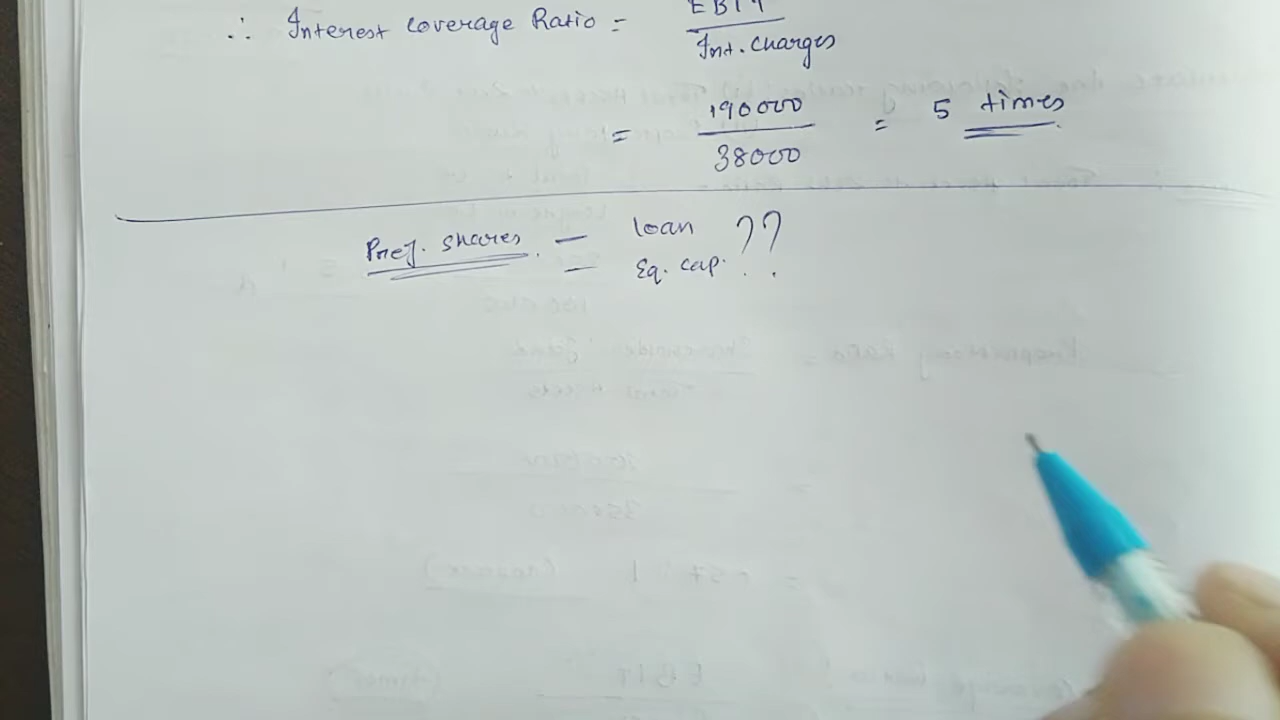 ∴ Interest Coverage Ratio = EBIT
Int. Charges
= 190000 = 5 times
38000
Pref. shares. - loan ??
- Eq. cap.